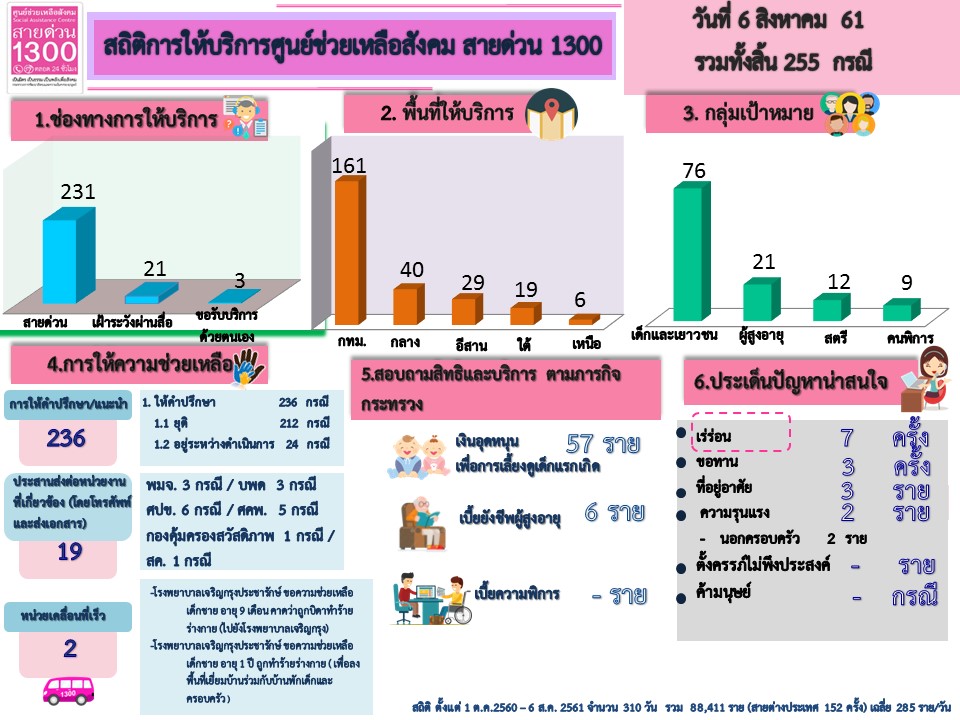 ศูนย์ช่วยเหลือสังคม
Social Assistance Centre
สายด่วน
1300
ตลอด 24 ชั่วโมง
สถิติการให้บริการศูนย์ช่วยเหลือสังคม สายด่วน 1300
วันที่ 6 สิงหาคม 61
รวมทั้งสิ้น 255 กรณี
1.ช่องทางการให้บริการ
231
21
3
สายด่วน
เฝ้าระวังผ่านสื่อ
ขอรับบริการ
ด้วยตนเอง
2. พื้นที่ให้บริการ
161
40
29
19
6
กทม.
กลาง
อีสาน
ใต้
เหนือ
3. กลุ่มเป้าหมาย
76
21
12
9
เด็กและเยาวชน
ผู้สูงอายุ
สตรี
คนพิการ
4.การให้ความช่วยเหลือ
การให้คำปรึกษา/แนะนำ
236
1. ให้คำปรึกษา 236 กรณี
1.1 ยุติ 212 กรณี
1.2 อยู่ระหว่างดำเนินการ 24 กรณี
ประสานส่งต่อหน่วยงาน
ที่เกี่ยวข้อง (โดยโทรศัพท์
และส่งเอกสาร)
19
พมจ. 3 กรณี / บพด 3 กรณี
ศปช. 6 กรณี / ศคพ. 5 กรณี
กองคุ้มครองสวัสดิภาพ 1 กรณี /
สด. 1 กรณี
หน่วยเคลื่อนที่เร็ว
2
1300
-โรงพยาบาลเจริญกรุงประชารักษ์ ขอความช่วยเหลือ
เด็กชาย อายุ 9 เดือน คาดว่าถูกบิดาทำร้าย
ร่างกาย (ไปยังโรงพยาบาลเจริญกรุง)
-โรงพยาบาลเจริญกรุงประชารักษ์ ขอความช่วยเหลือ
เด็กชาย อายุ 1 ปี ถูกทำร้ายร่างกาย ( เพื่อลง
พื้นที่เยี่ยมบ้านร่วมกับบ้านพักเด็กและ
ครอบครัว )
5.สอบถามสิทธิและบริการ ตามภารกิจ
กระทรวง
เงินอุดหนุน 57 ราย
เพื่อการเลี้ยงดูเด็กแรกเกิด
เบี้ยยังชีพผู้สูงอายุ 6 ราย
เบี้ยความพิการ - ราย
6.ประเด็นปัญหาน่าสนใจ
เร่ร่อน 7 ครั้ง
ขอทาน 3 ครั้ง
ที่อยู่อาศัย 3 ราย
ความรุนแรง 2 ราย
- นอกครอบครัว 2 ราย
ตั้งครรภ์ไม่พึงประสงค์ - ราย
ค้ามนุษย์ - กรณี
สถิติ ตั้งแต่ 1 ต.ค.2560 – 6 ส.ค. 2561 จำนวน 310 วัน รวม 88,411 ราย (สายต่างประเทศ 152 ครั้ง) เฉลี่ย 285 ราย/วัน